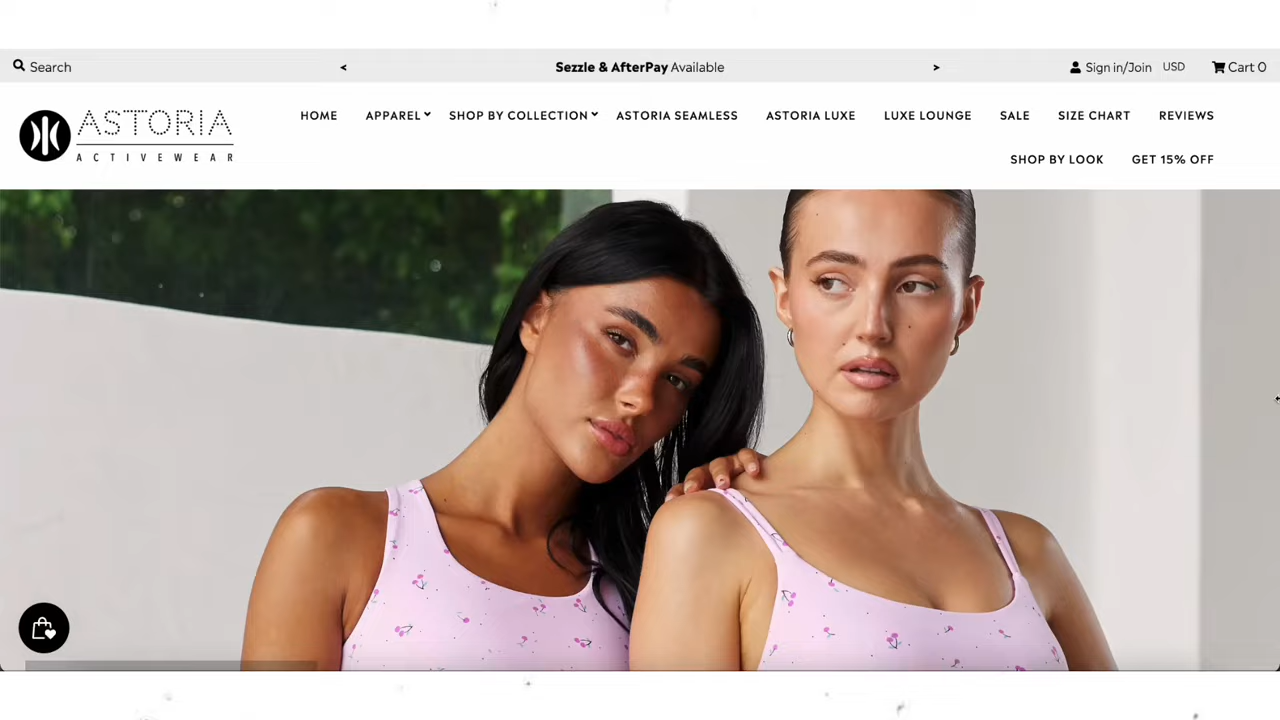 Search < Sezzle & AfterPay Available > Sign in/Join USD Cart 0
ASTORIA
ACTIVEWEAR
HOME APPAREL SHOP BY COLLECTION ASTORIA SEAMLESS ASTORIA LUXE LUXE LOUNGE SALE SIZE CHART REVIEWS
SHOP BY LOOK GET 15% OFF